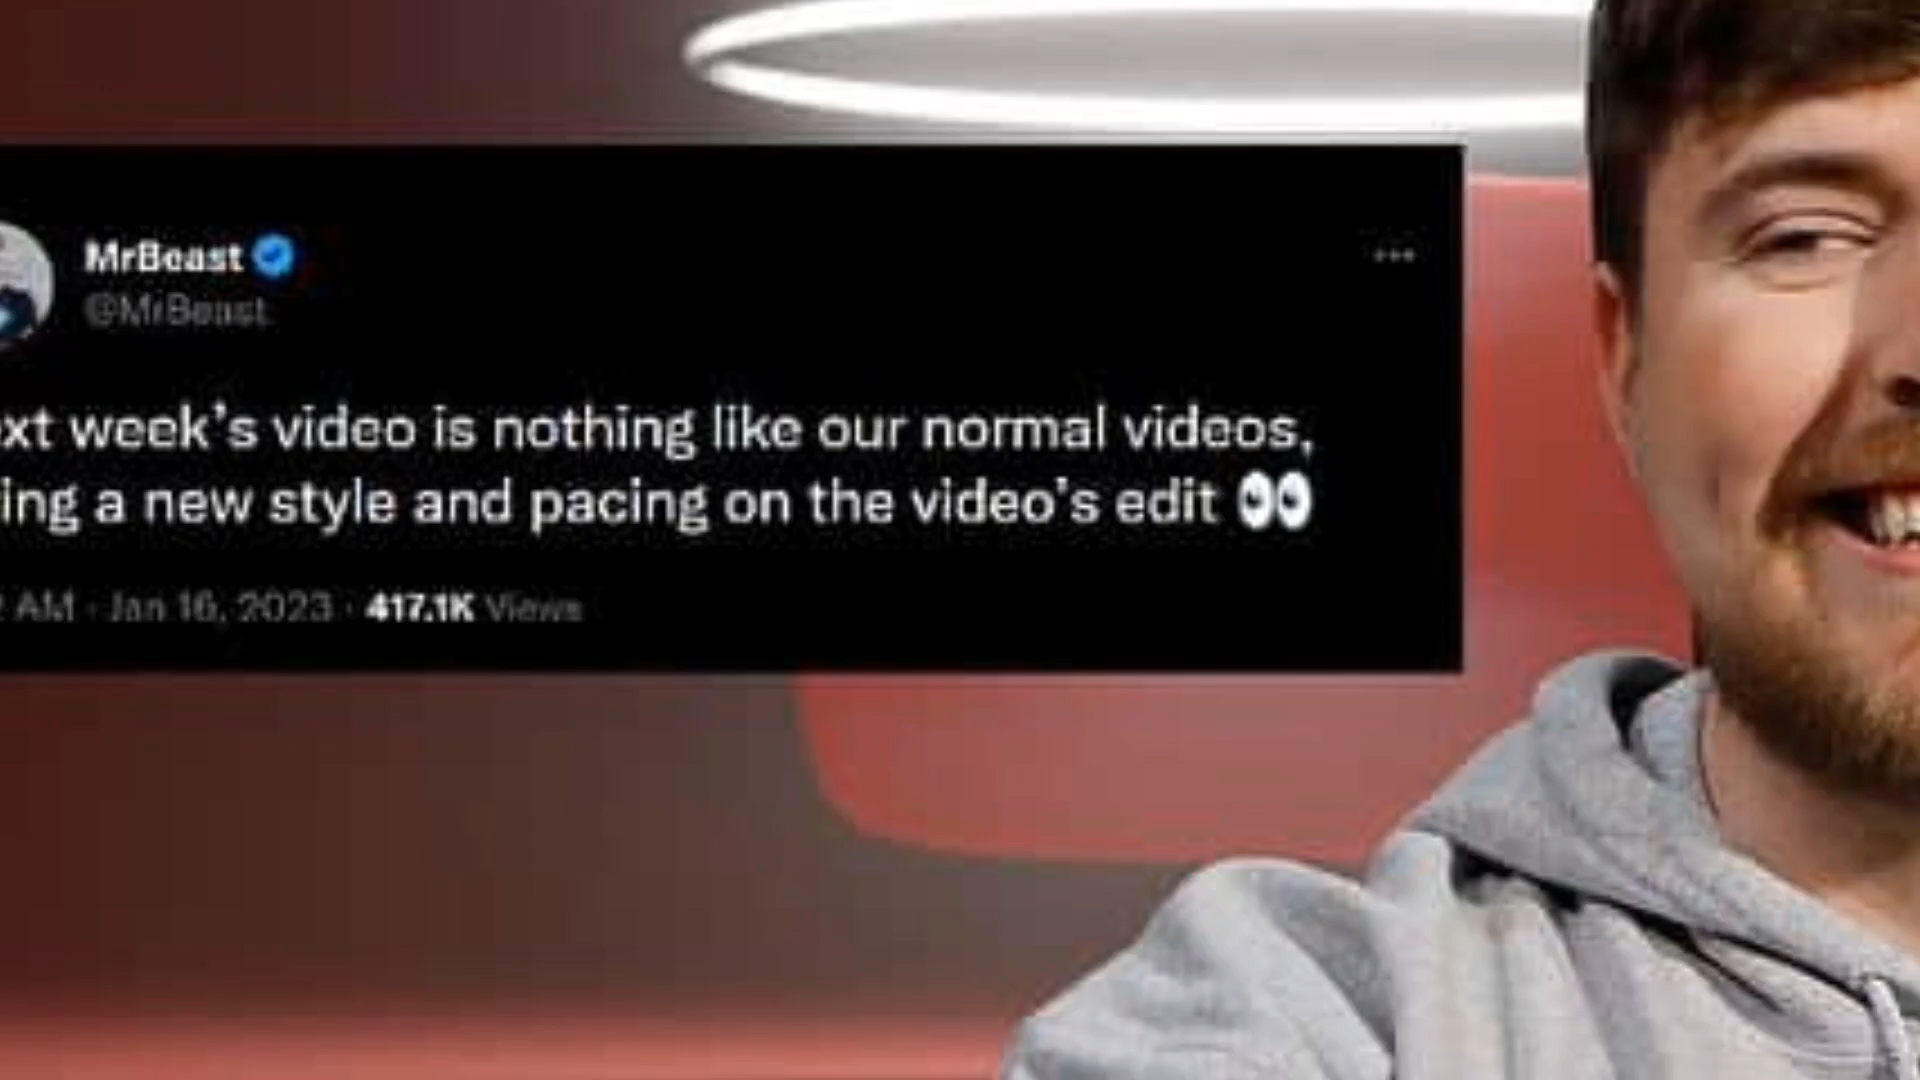 MrBeast
@MrBeast
ext week's video is nothing like our normal videos,
ing a new style and pacing on the video's edit 👀
AM · Jan 16, 2023 · 417.1K Views